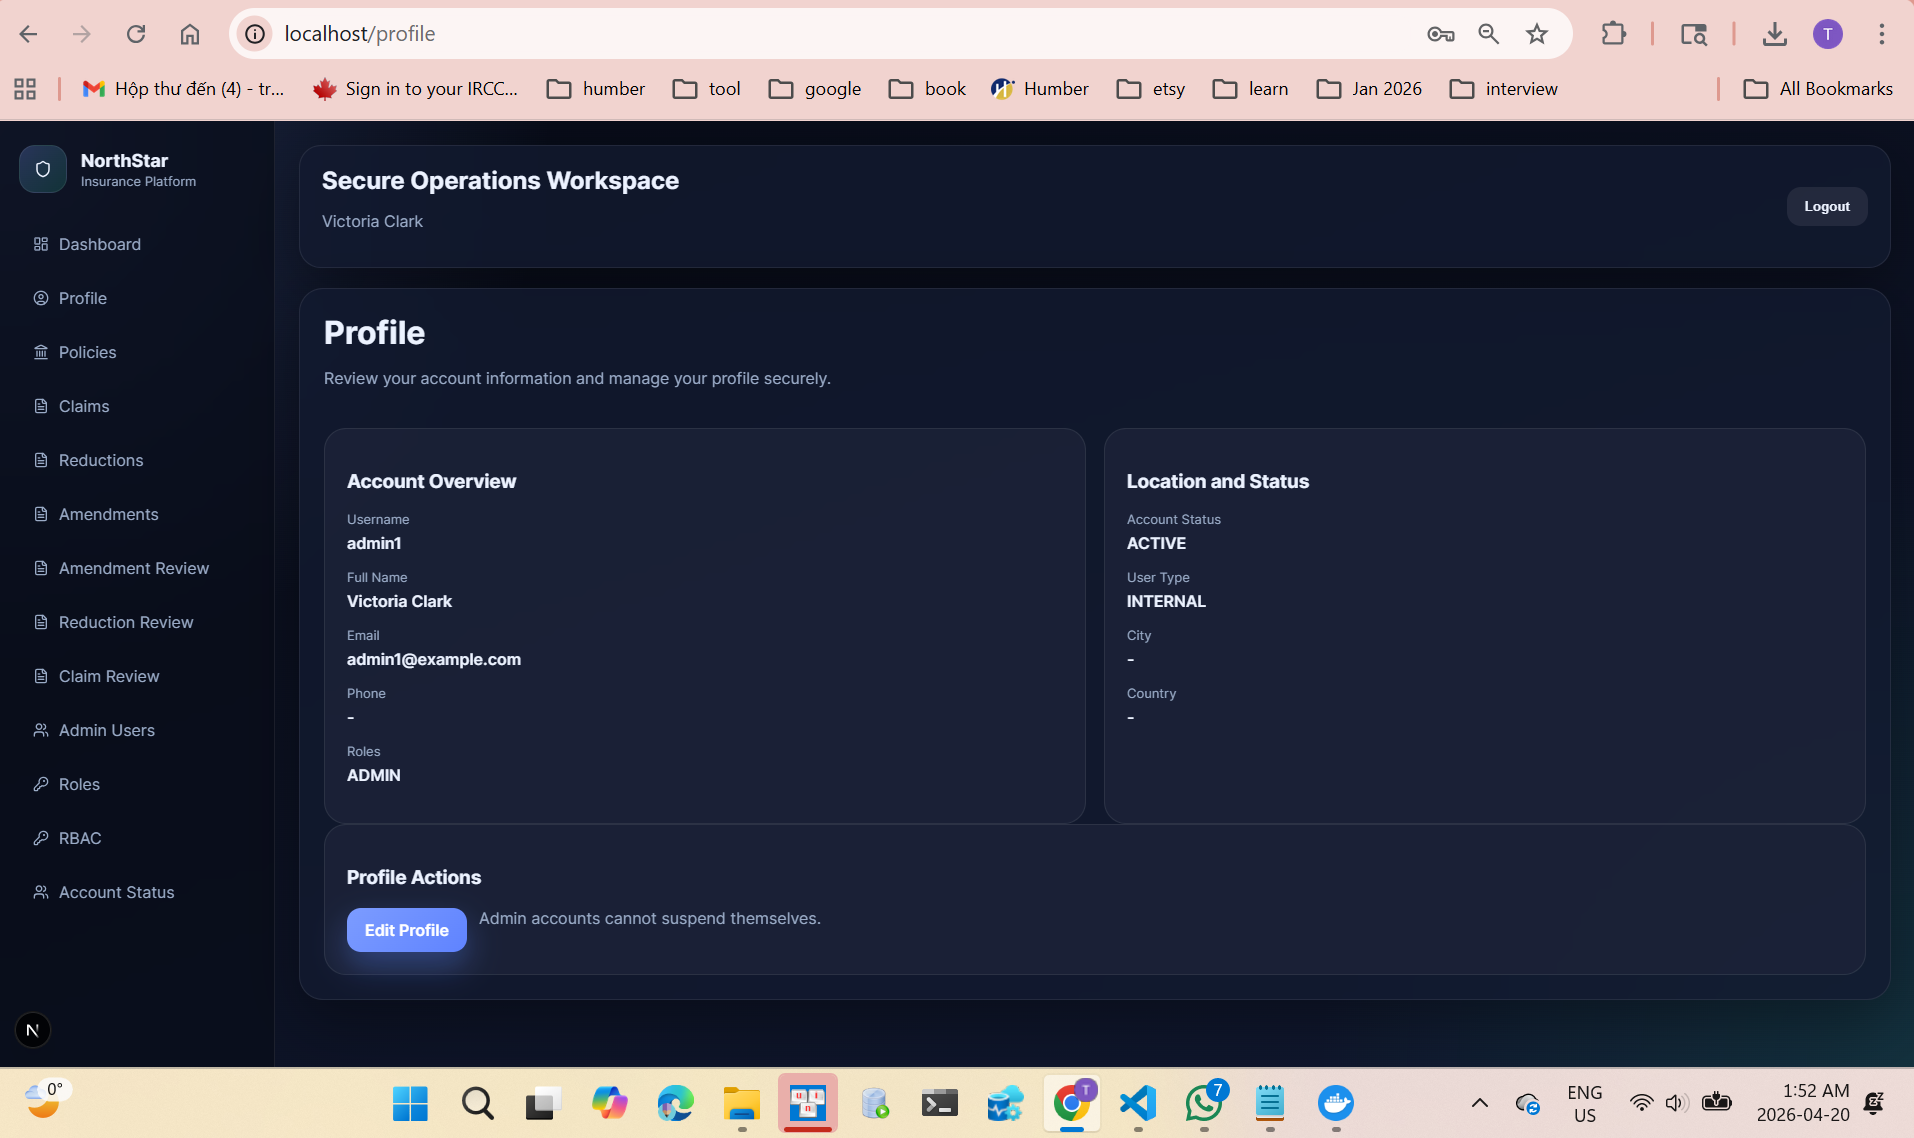 localhost/profile
T
Hộp thư đến (4) - tr...
Sign in to your IRCC...
humber
tool
google
book
Humber
etsy
learn
Jan 2026
interview
All Bookmarks
NorthStar
Insurance Platform
Dashboard
Profile
Policies
Claims
Reductions
Amendments
Amendment Review
Reduction Review
Claim Review
Admin Users
Roles
RBAC
Account Status
N
Secure Operations Workspace
Victoria Clark
Logout
Profile
Review your account information and manage your profile securely.
Account Overview
Username
admin1
Full Name
Victoria Clark
Email
admin1@example.com
Phone
-
Roles
ADMIN
Location and Status
Account Status
ACTIVE
User Type
INTERNAL
City
-
Country
-
Profile Actions
Edit Profile
Admin accounts cannot suspend themselves.
0°
T
7
ENG
US
1:52 AM
2026-04-20